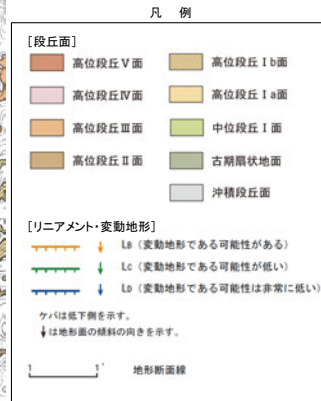 凡　例
[段丘面]
高位段丘Ⅴ面
高位段丘Ⅰb面
高位段丘Ⅳ面
高位段丘Ⅰa面
高位段丘Ⅲ面
中位段丘Ⅰ面
高位段丘Ⅱ面
古期扇状地面
沖積段丘面
[リニアメント・変動地形]
LB（変動地形である可能性がある）
LC（変動地形である可能性が低い）
LD（変動地形である可能性は非常に低い）
ケバは低下側を示す。
↓は地形面の傾斜の向きを示す。
1 1' 地形断面線